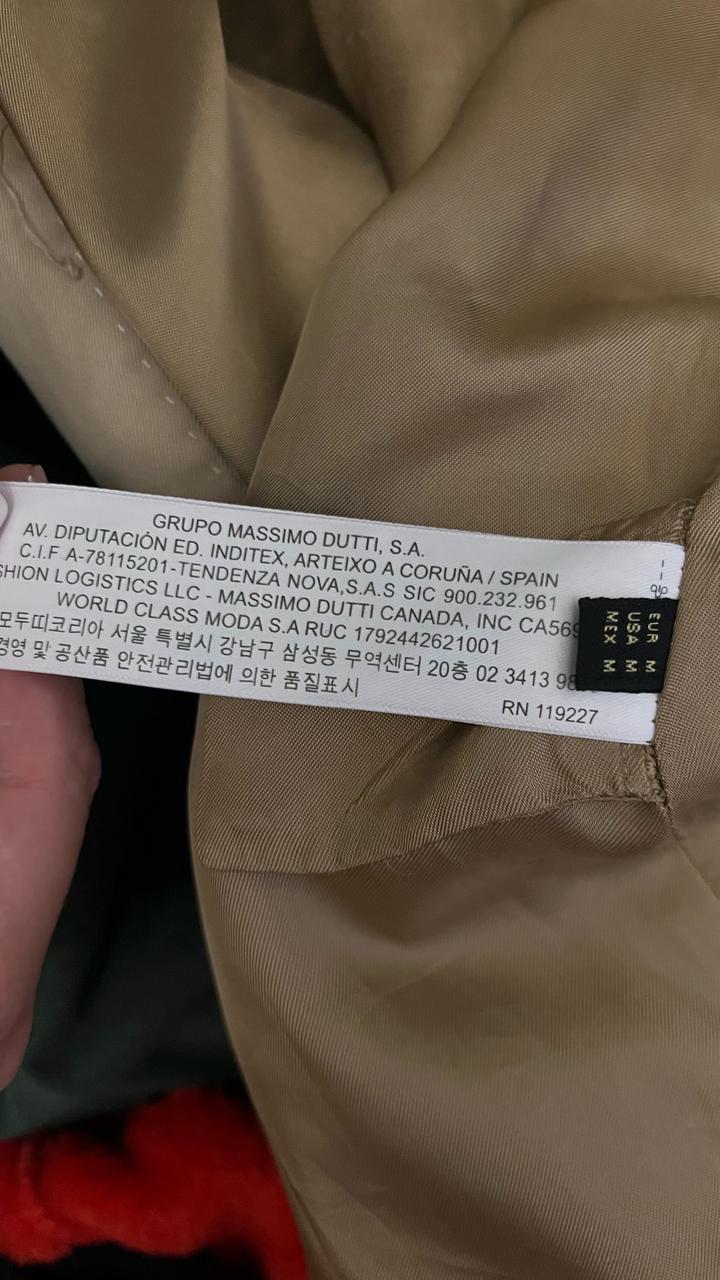 GRUPO MASSIMO DUTTI, S.A.
AV. DIPUTACIÓN ED. INDITEX, ARTEIXO A CORUÑA / SPAIN
C.I.F A-78115201-TENDENZA NOVA,S.A.S SIC 900.232.961
SHION LOGISTICS LLC - MASSIMO DUTTI CANADA, INC CA569
WORLD CLASS MODA S.A RUC 1792442621001
모두띠코리아 서울 특별시 강남구 삼성동 무역센터 20층 02 3413 98
경영 및 공산품 안전관리법에 의한 품질표시
RN 119227
EUR M
USA M
MEX M